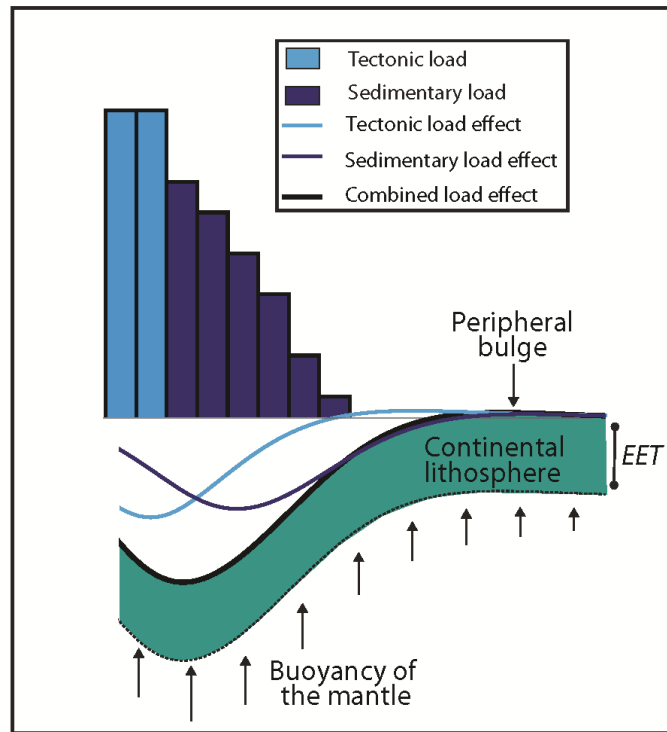 Tectonic load
Sedimentary load
Tectonic load effect
Sedimentary load effect
Combined load effect
Peripheral
bulge
Continental
lithosphere
EET
Buoyancy of
the mantle